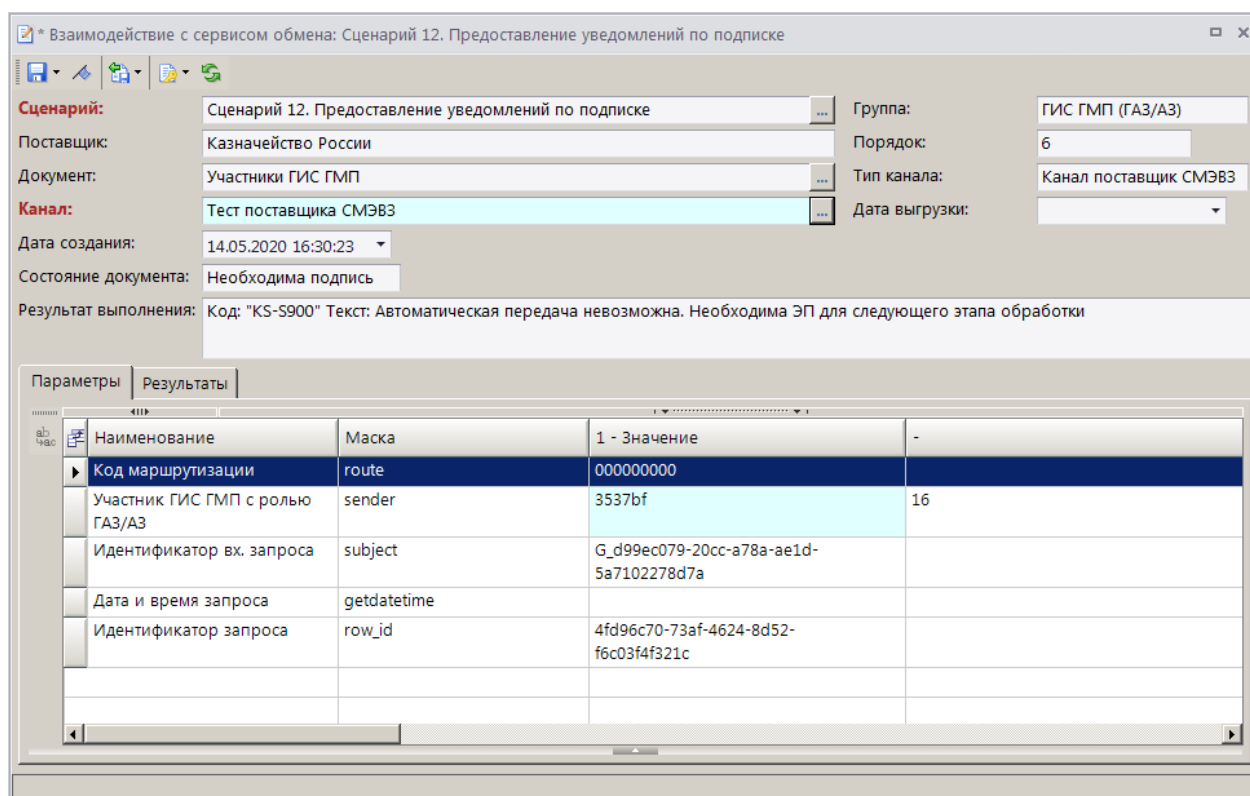 * Взаимодействие с сервисом обмена: Сценарий 12. Предоставление уведомлений по подписке
Сценарий: Сценарий 12. Предоставление уведомлений по подписке ... Группа: ГИС ГМП (ГАЗ/АЗ)
Поставщик: Казначейство России Порядок: 6
Документ: Участники ГИС ГМП ... Тип канала: Канал поставщик СМЭВ3
Канал: Тест поставщика СМЭВ3 ... Дата выгрузки:
Дата создания: 14.05.2020 16:30:23
Состояние документа: Необходима подпись
Результат выполнения: Код: "KS-S900" Текст: Автоматическая передача невозможна. Необходима ЭП для следующего этапа обработки
Параметры Результаты
Наименование Маска 1 - Значение -
Код маршрутизации route 000000000
Участник ГИС ГМП с ролью sender 3537bf 16
ГАЗ/АЗ
Идентификатор вх. запроса subject G_d99ec079-20cc-a78a-ae1d-
5a7102278d7a
Дата и время запроса getdatetime
Идентификатор запроса row_id 4fd96c70-73af-4624-8d52-
f6c03f4f321c